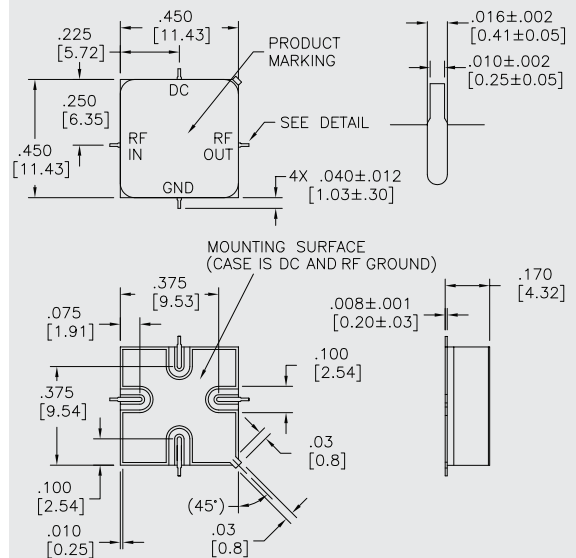 .450
[11.43]
.225
[5.72]
PRODUCT
MARKING
.016±.002
[0.41±0.05]
.010±.002
[0.25±0.05]
DC
.250
[6.35]
SEE DETAIL
.450
[11.43]
RF
IN
RF
OUT
GND
4X .040±.012
[1.03±.30]
MOUNTING SURFACE
(CASE IS DC AND RF GROUND)
.375
[9.53]
.170
[4.32]
.008±.001
[0.20±.03]
.075
[1.91]
.100
[2.54]
.375
[9.54]
.03
[0.8]
.100
[2.54]
(45°)
.010
[0.25]
.03
[0.8]